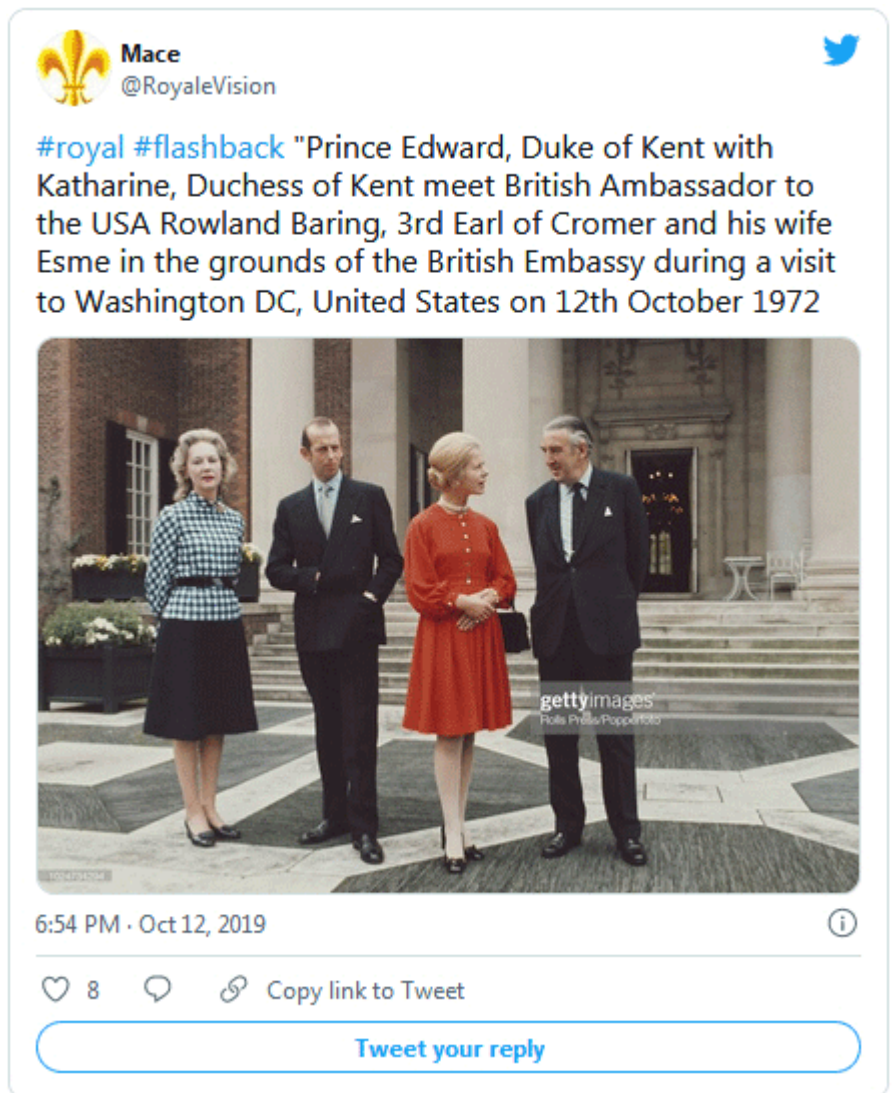 Mace
@RoyaleVision
#royal #flashback "Prince Edward, Duke of Kent with
Katharine, Duchess of Kent meet British Ambassador to
the USA Rowland Baring, 3rd Earl of Cromer and his wife
Esme in the grounds of the British Embassy during a visit
to Washington DC, United States on 12th October 1972
gettyimages®
Rolls Press/Popperfoto
6:54 PM · Oct 12, 2019
8
Copy link to Tweet
Tweet your reply